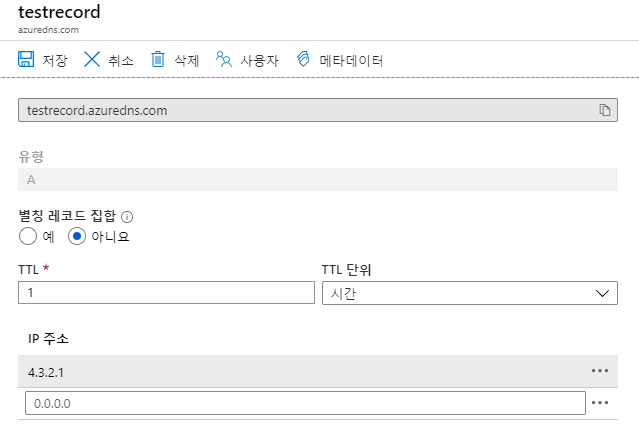 testrecord
azuredns.com
저장 취소 삭제 사용자 메타데이터
testrecord.azuredns.com
유형
A
별칭 레코드 집합
예 아니요
TTL * TTL 단위
1 시간
IP 주소
4.3.2.1
0.0.0.0